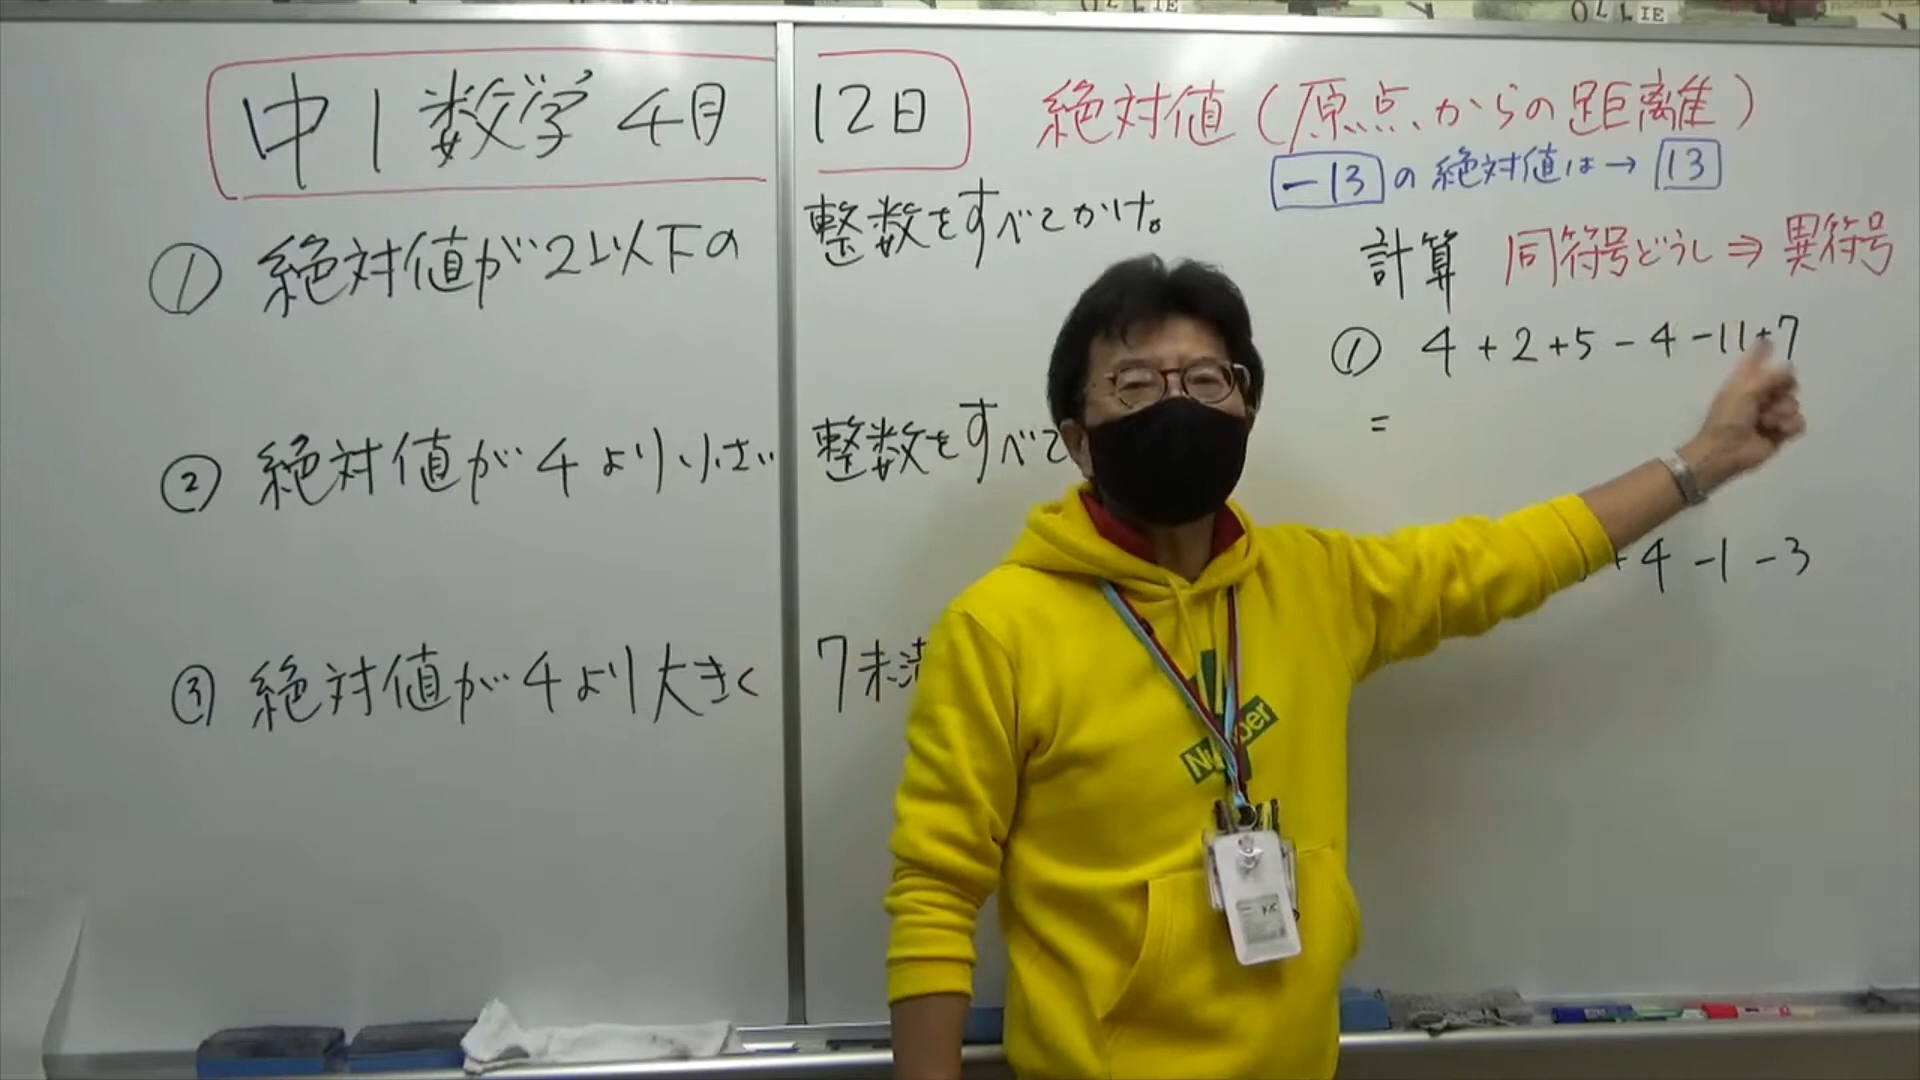 OLLIE
OLLIE
中1数学4月12日
絶対値(原点からの距離)
-13の絶対値は→13
①絶対値が2以下の整数をすべてかけ。
②絶対値が4より小さい整数をすべて
③絶対値が4より大きく7未満
計算 同符号どうし⇒異符号
① 4+2+5-4-11+7
=
+4-1-3